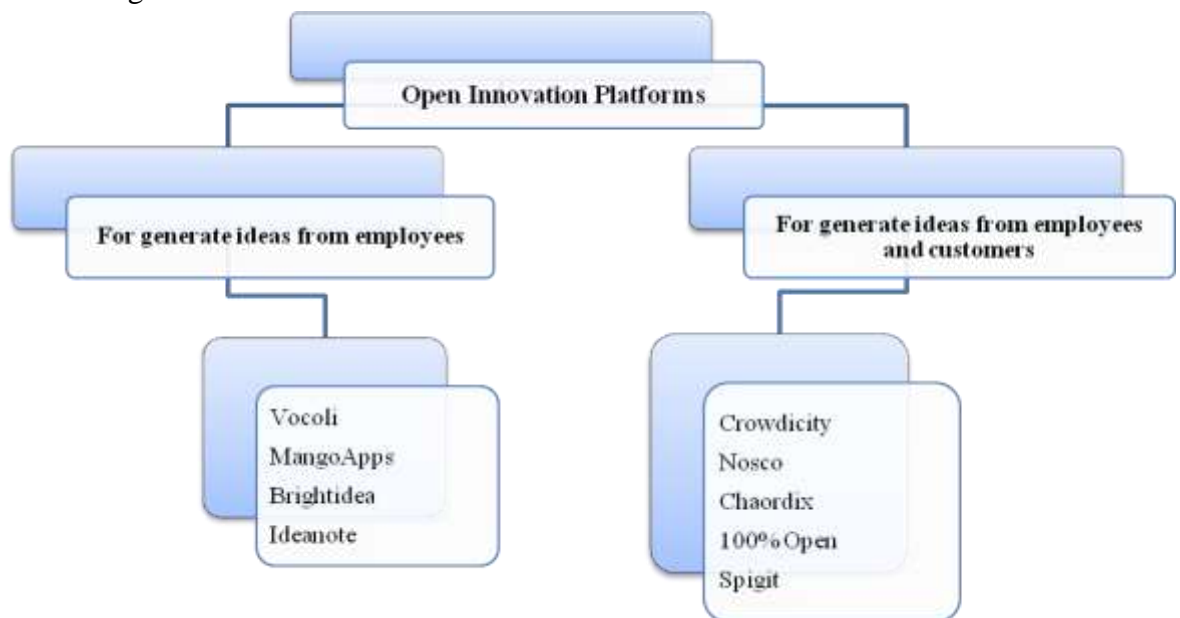 Open Innovation Platforms
For generate ideas from employees
For generate ideas from employees
and customers
Vocoli
MangoApps
Brightidea
Ideanote
Crowdicity
Nosco
Chaordix
100% Open
Spigit